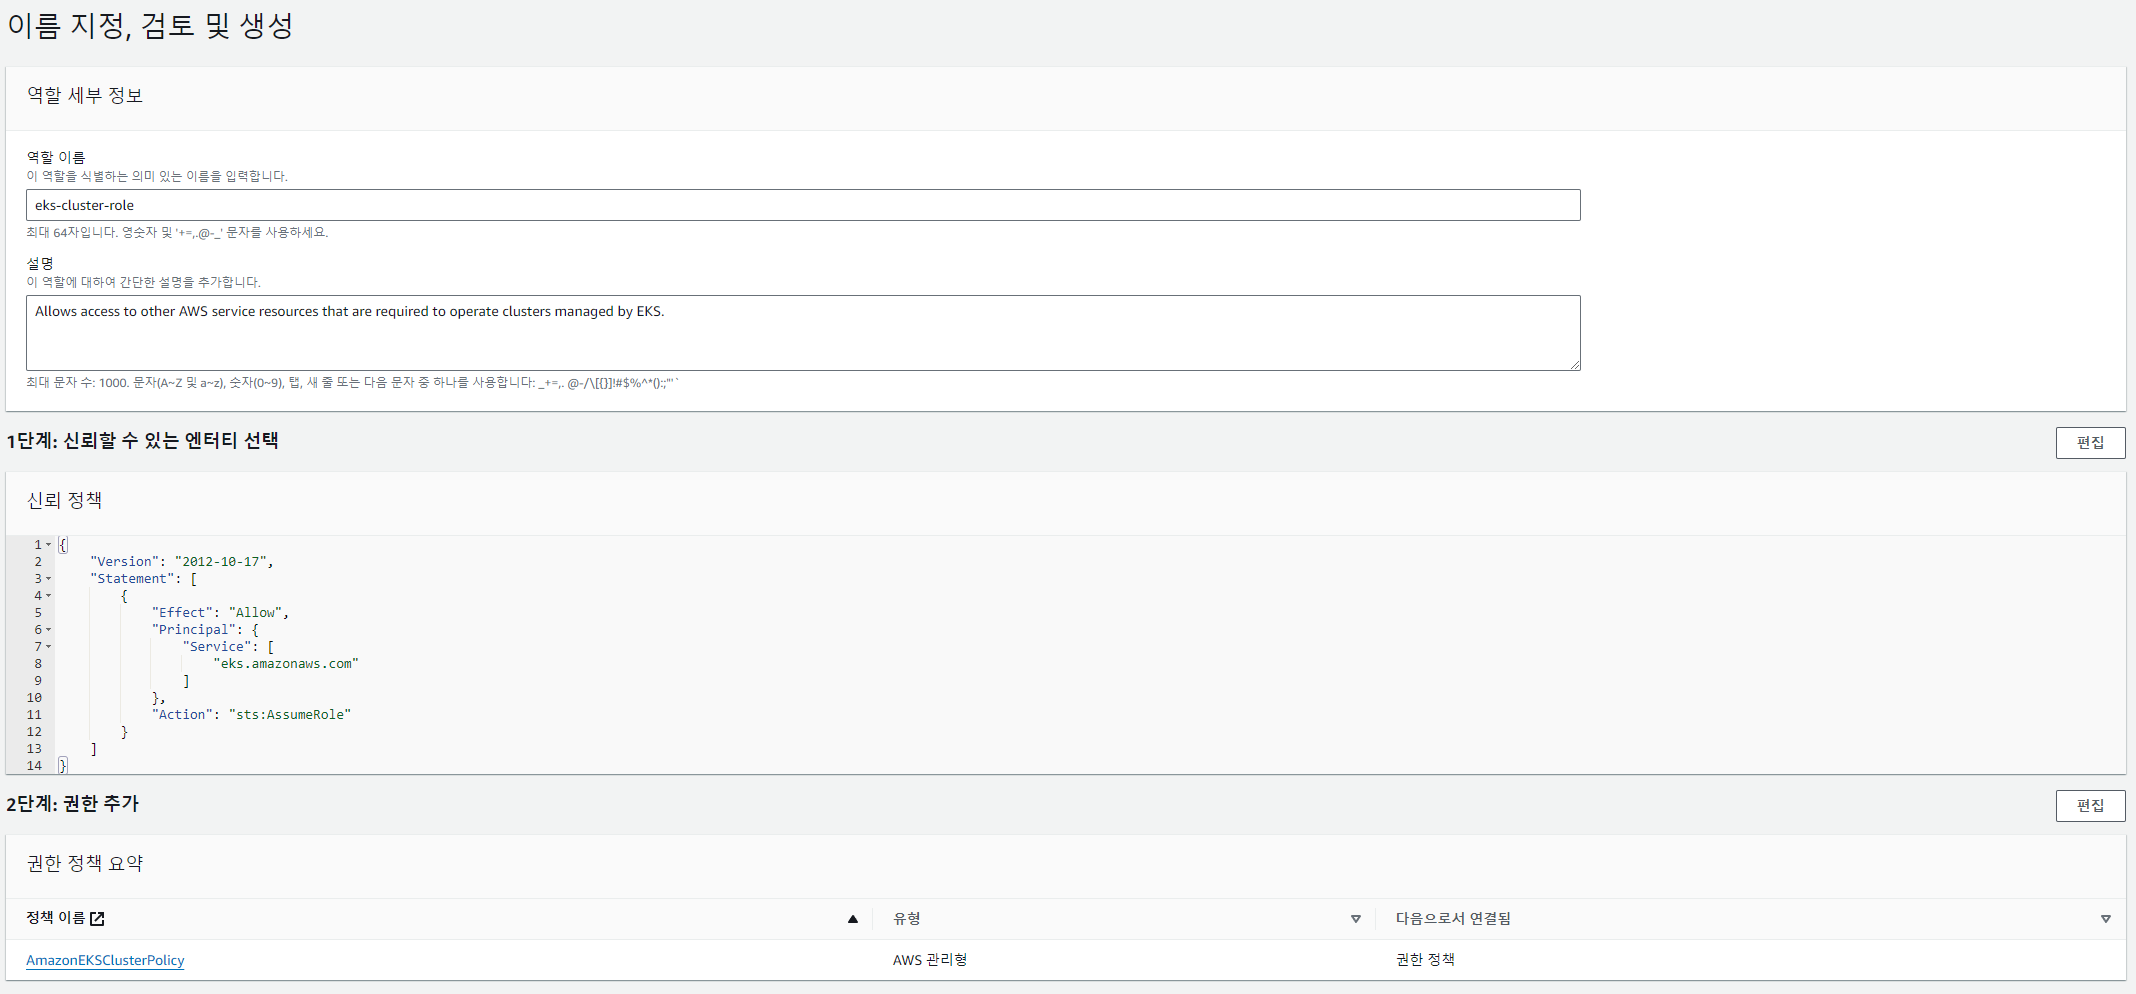 이름 지정, 검토 및 생성
역할 세부 정보
역할 이름
이 역할을 식별하는 의미 있는 이름을 입력합니다.
eks-cluster-role
최대 64자입니다. 영숫자 및 '+=,.@-_' 문자를 사용하세요.
설명
이 역할에 대하여 간단한 설명을 추가합니다.
Allows access to other AWS service resources that are required to operate clusters managed by EKS.
최대 문자 수: 1000. 문자(A~Z 및 a~z), 숫자(0~9), 탭, 새 줄 또는 다음 문자 중 하나를 사용합니다: _+=,. @-/\[{}]!#$%^*():;"'`
1단계: 신뢰할 수 있는 엔터티 선택
편집
신뢰 정책
1 {
2 "Version": "2012-10-17",
3 "Statement": [
4 {
5 "Effect": "Allow",
6 "Principal": {
7 "Service": [
8 "eks.amazonaws.com"
9 ]
10 },
11 "Action": "sts:AssumeRole"
12 }
13 ]
14 }
2단계: 권한 추가
편집
권한 정책 요약
정책 이름 유형 다음으로서 연결됨
AmazonEKSClusterPolicy AWS 관리형 권한 정책